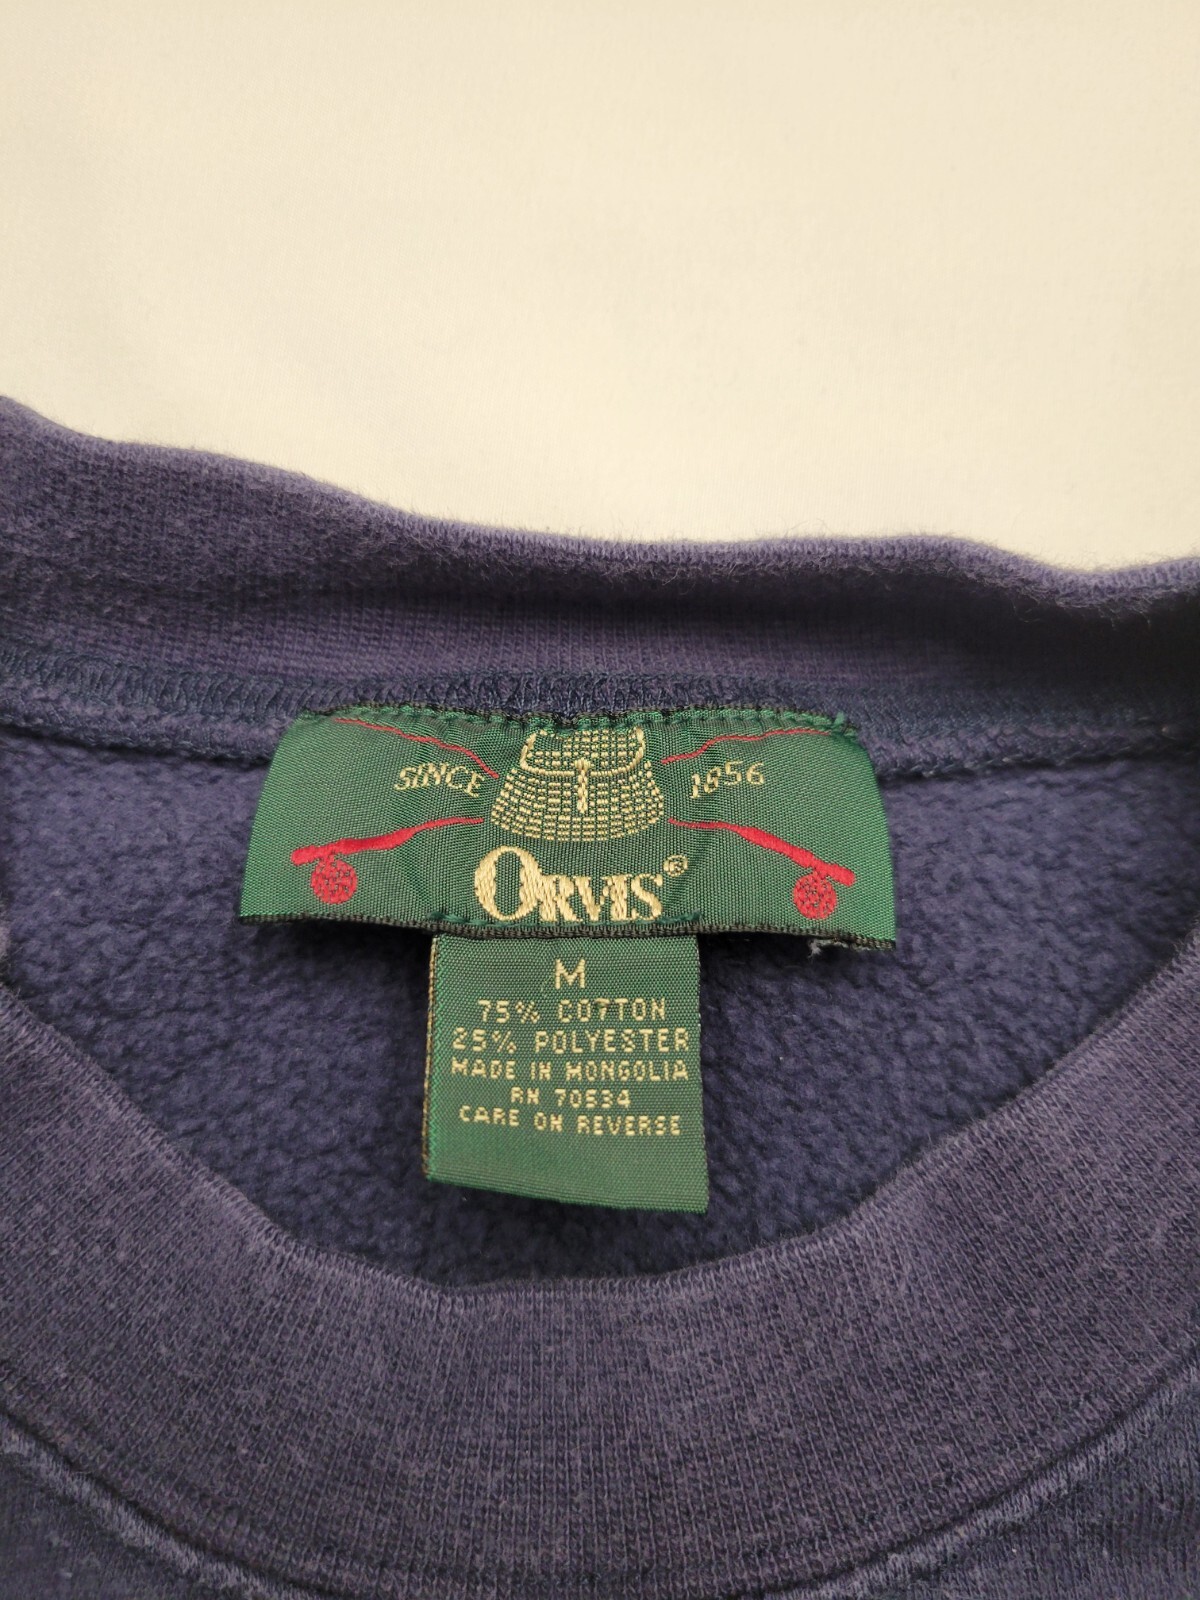 SINCE 1856
ORVIS®
M
75% COTTON
25% POLYESTER
MADE IN MONGOLIA
RN 70534
CARE ON REVERSE